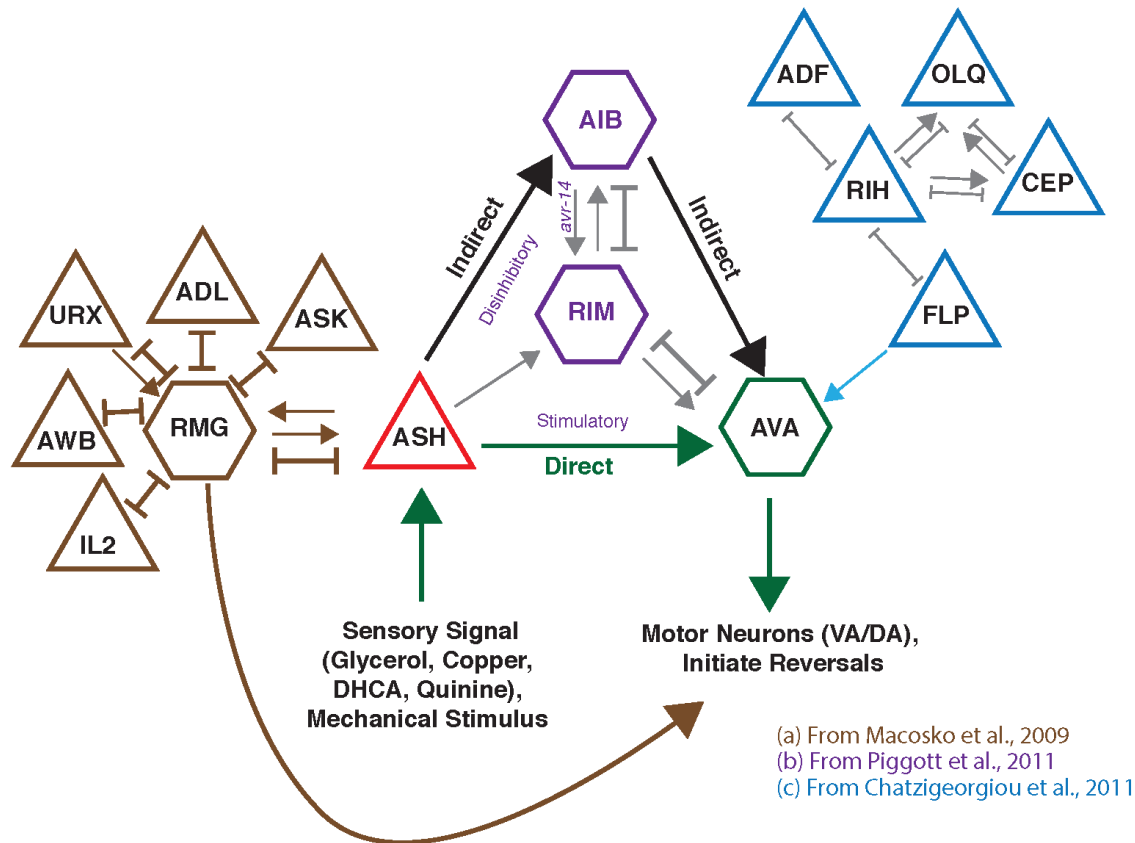 ADF
OLQ
AIB
RIH
CEP
Indirect
avr-14
Indirect
Disinhibitory
URX
ADL
ASK
RIM
FLP
AWB
RMG
ASH
Stimulatory
Direct
AVA
IL2
Sensory Signal
(Glycerol, Copper,
DHCA, Quinine),
Mechanical Stimulus
Motor Neurons (VA/DA),
Initiate Reversals
(a) From Macosko et al., 2009
(b) From Piggott et al., 2011
(c) From Chatzigeorgiou et al., 2011